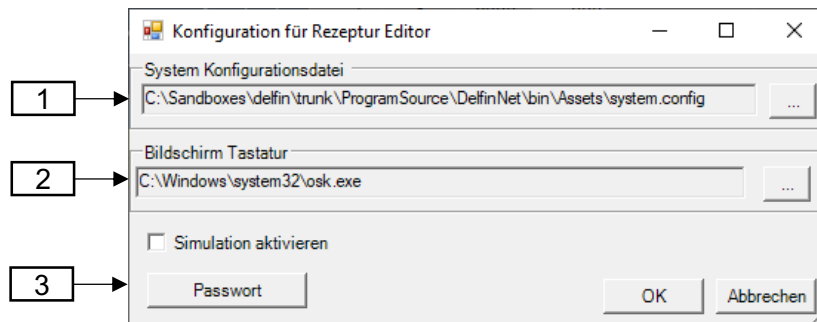 Konfiguration für Rezeptur Editor
System Konfigurationsdatei
1
C:\Sandboxes\delfin\trunk\ProgramSource\DelfinNet\bin\Assets\system.config
...
Bildschirm Tastatur
2
C:\Windows\system32\osk.exe
...
Simulation aktivieren
3
Passwort
OK
Abbrechen